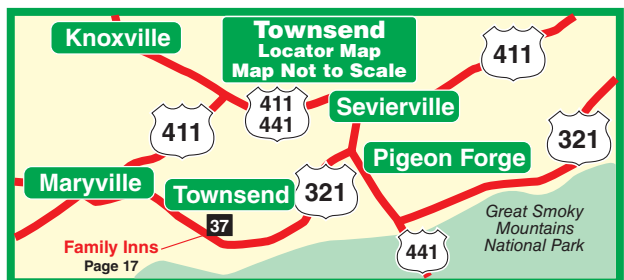 Knoxville
Townsend
Locator Map
Map Not to Scale
411
411
441
Sevierville
411
321
Pigeon Forge
Maryville
Townsend
321
37
Family Inns
Page 17
441
Great Smoky
Mountains
National Park